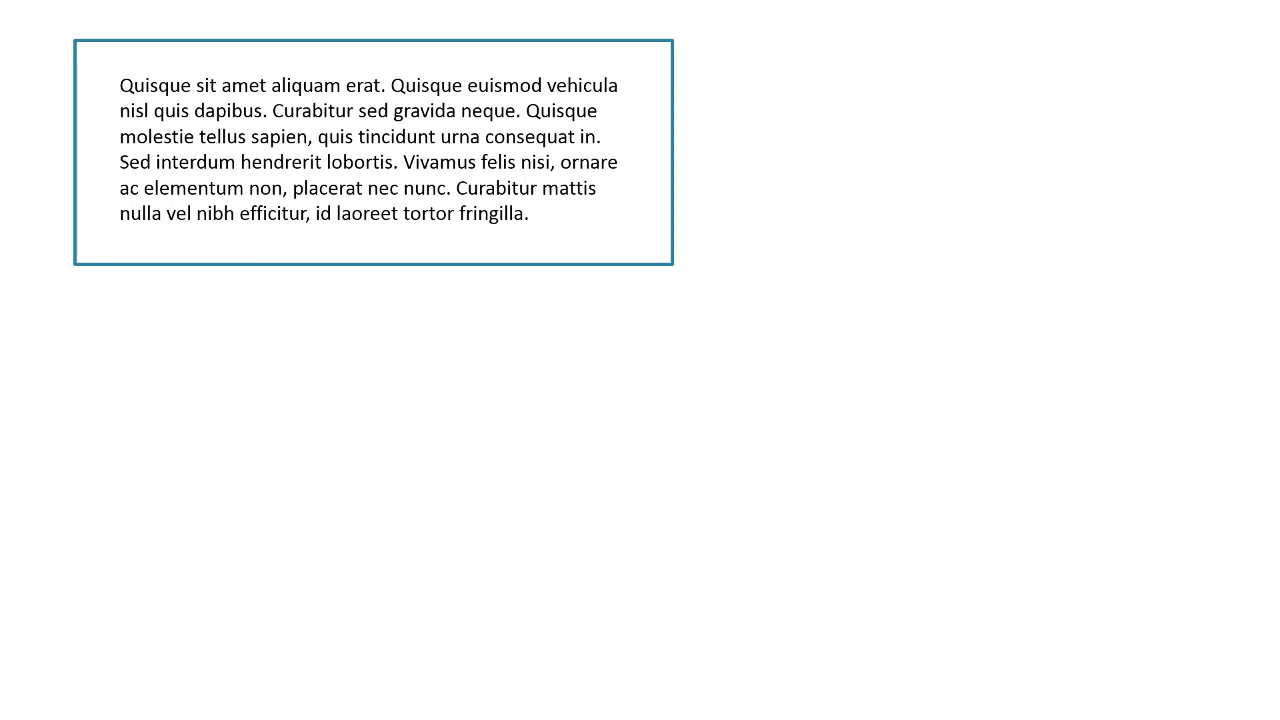 Quisque sit amet aliquam erat. Quisque euismod vehicula
nisl quis dapibus. Curabitur sed gravida neque. Quisque
molestie tellus sapien, quis tincidunt urna consequat in.
Sed interdum hendrerit lobortis. Vivamus felis nisi, ornare
ac elementum non, placerat nec nunc. Curabitur mattis
nulla vel nibh efficitur, id laoreet tortor fringilla.